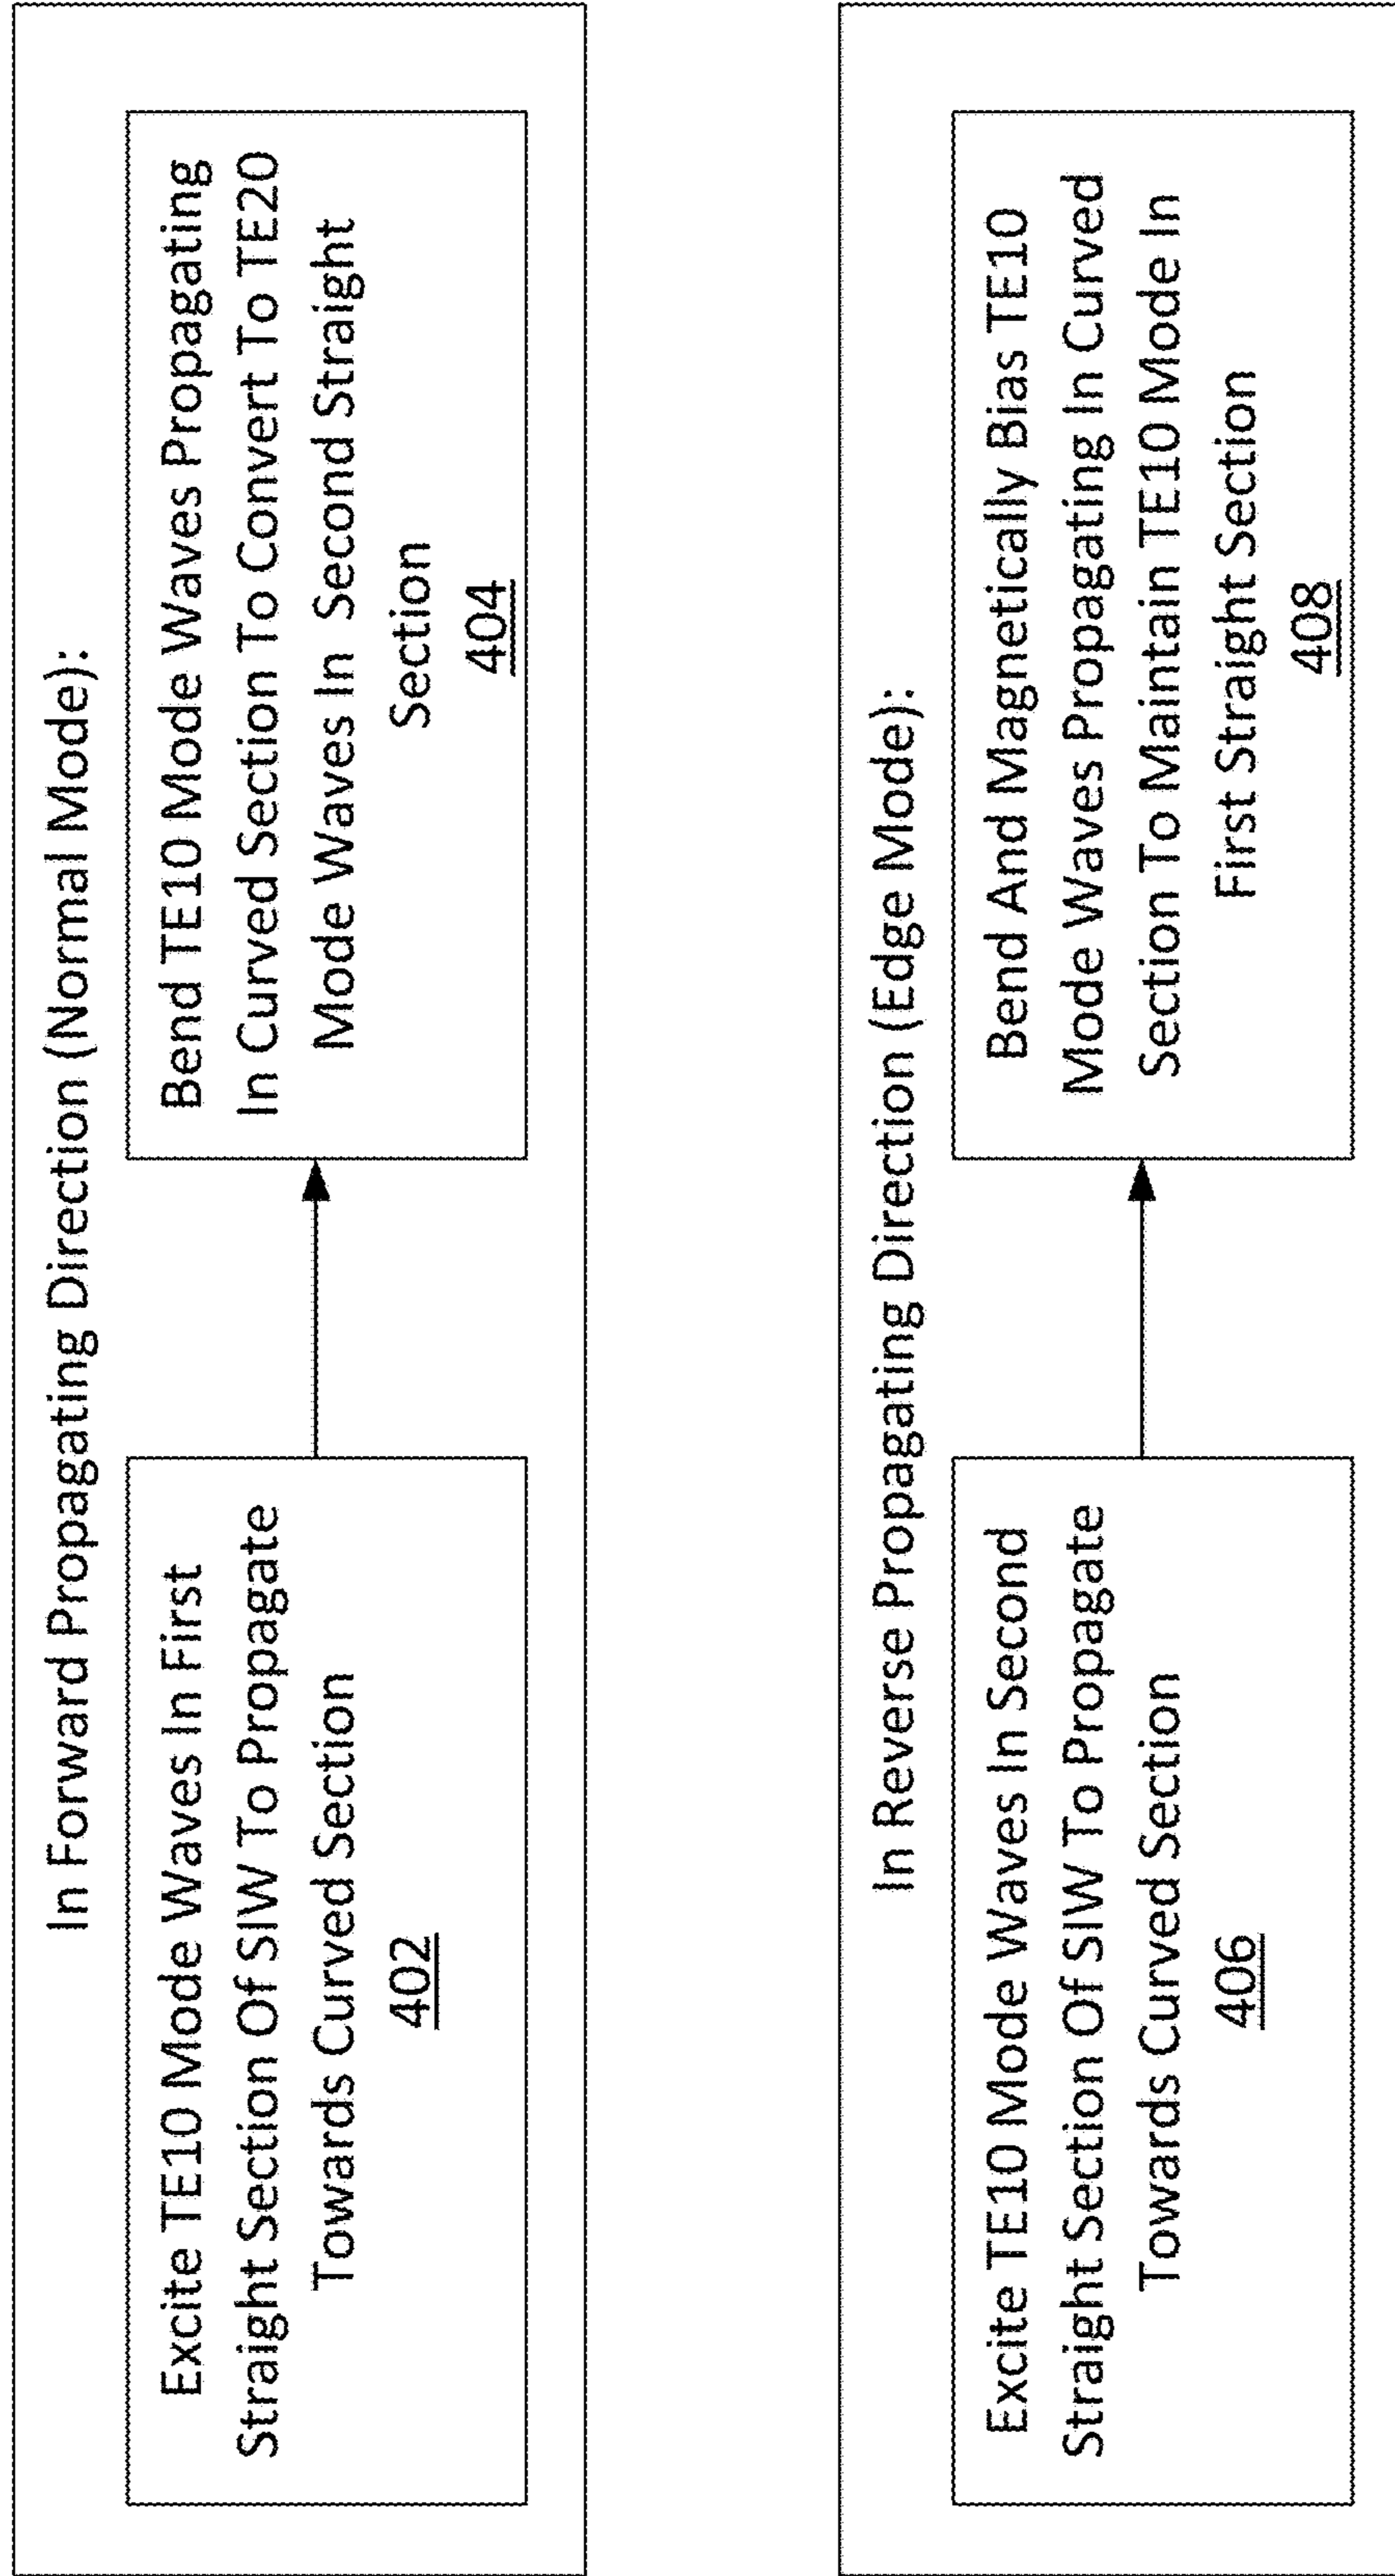 In Forward Propagating Direction (Normal Mode):
Excite TE10 Mode Waves In First
Straight Section Of SIW To Propagate
Towards Curved Section
402
Bend TE10 Mode Waves Propagating
In Curved Section To Convert To TE20
Mode Waves In Second Straight
Section
404
In Reverse Propagating Direction (Edge Mode):
Excite TE10 Mode Waves In Second
Straight Section Of SIW To Propagate
Towards Curved Section
406
Bend And Magnetically Bias TE10
Mode Waves Propagating In Curved
Section To Maintain TE10 Mode In
First Straight Section
408